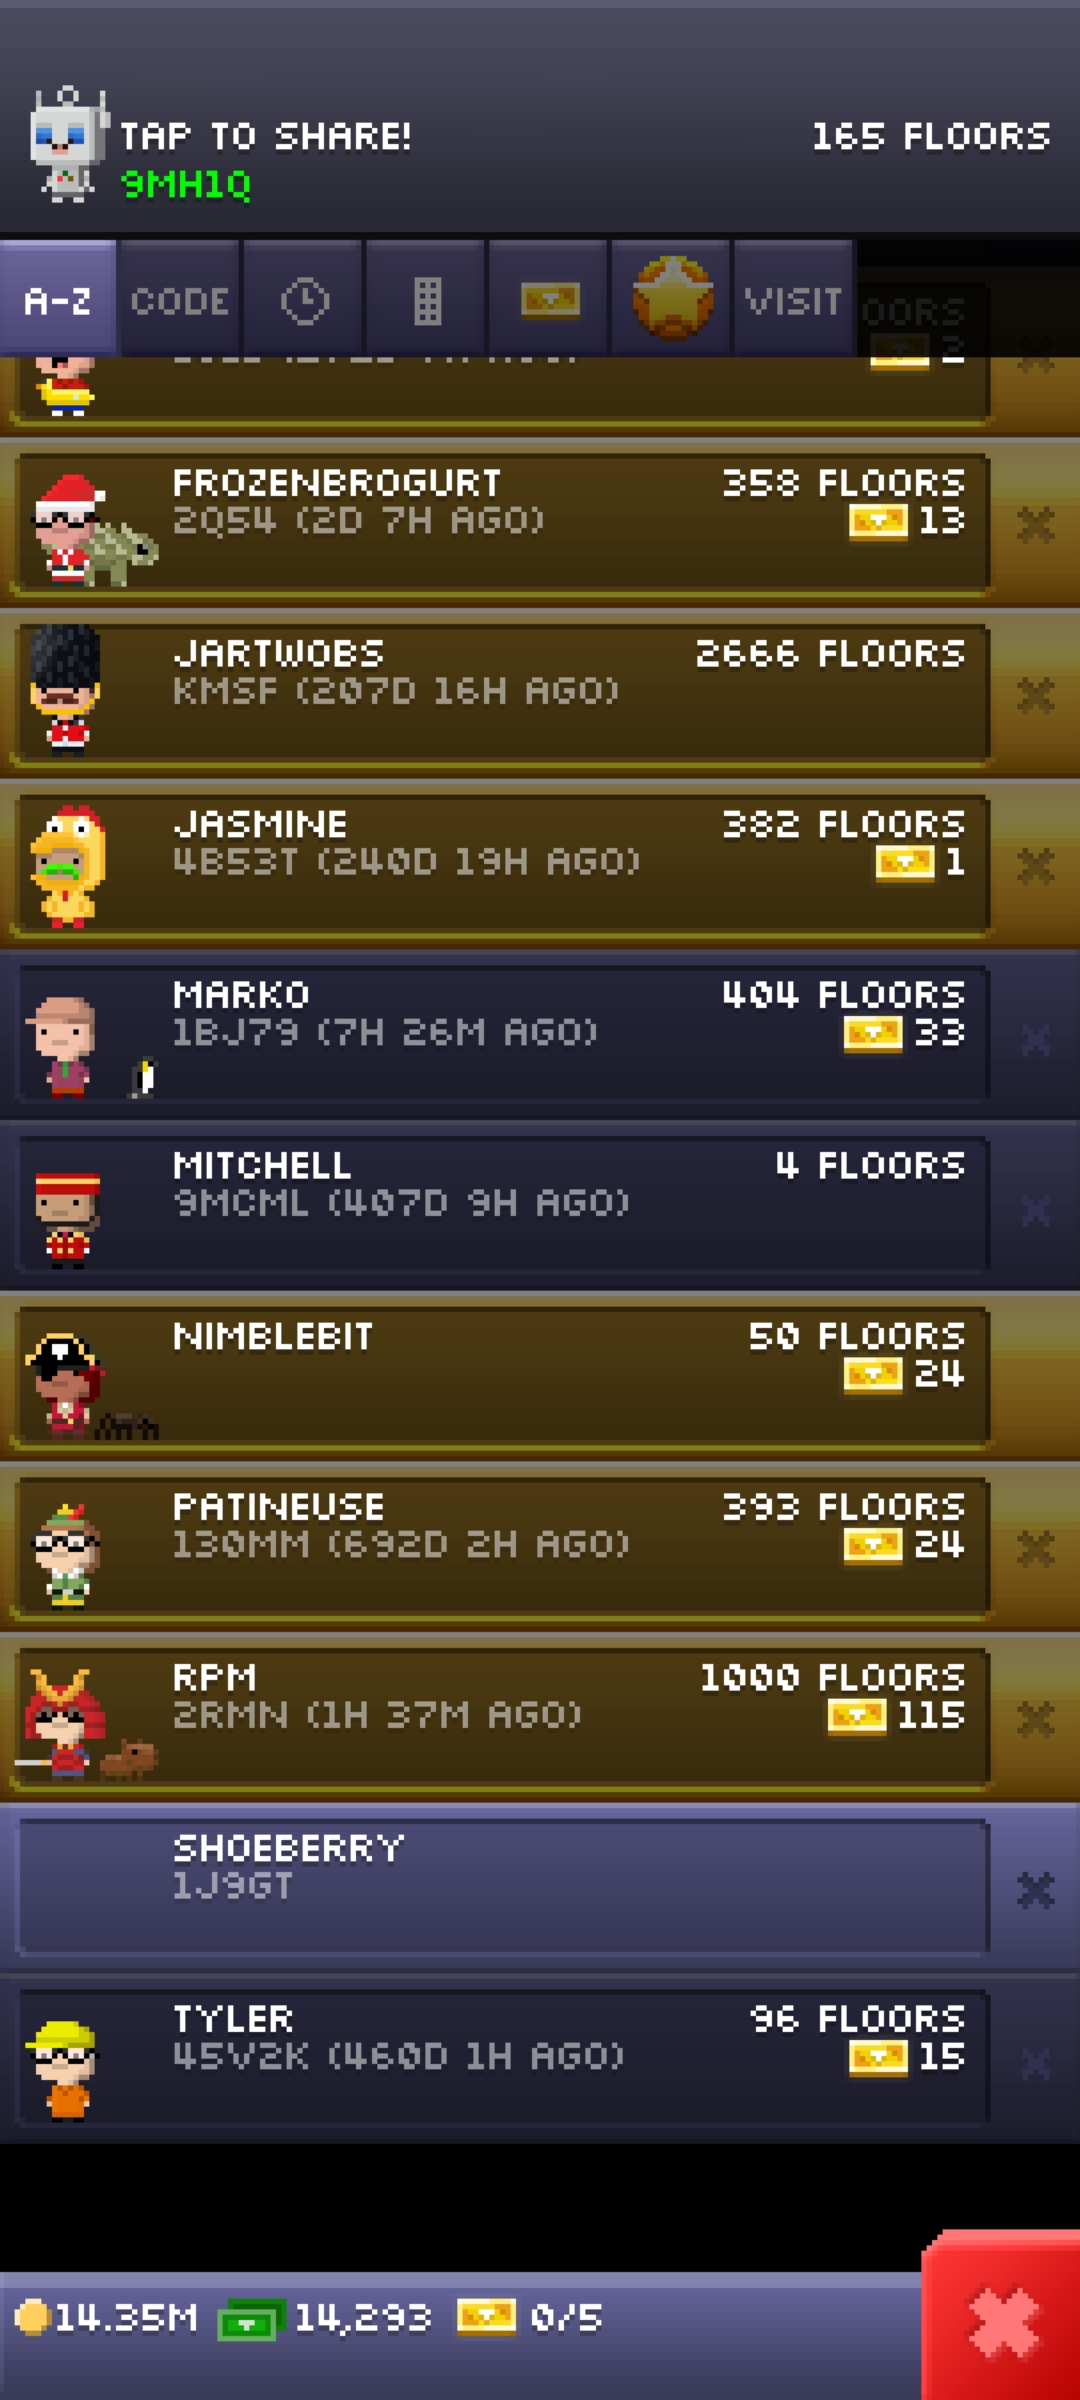 TAP TO SHARE!
165 FLOORS
9MH1Q
A-Z CODE VISIT
2
FROZENBROGURT 358 FLOORS
2Q54 (2D 7H AGO) 13
JARTWOBS 2666 FLOORS
KMSF (207D 16H AGO)
JASMINE 382 FLOORS
4B53T (240D 19H AGO) 1
MARKO 404 FLOORS
1BJ79 (7H 26M AGO) 33
MITCHELL 4 FLOORS
9MCML (407D 9H AGO)
NIMBLEBIT 50 FLOORS
24
PATINEUSE 393 FLOORS
130MM (692D 2H AGO) 24
RPM 1000 FLOORS
2RMN (1H 37M AGO) 115
SHOEBERRY
1J9GT
TYLER 96 FLOORS
45V2K (460D 1H AGO) 15
14.35M 14,293 0/5